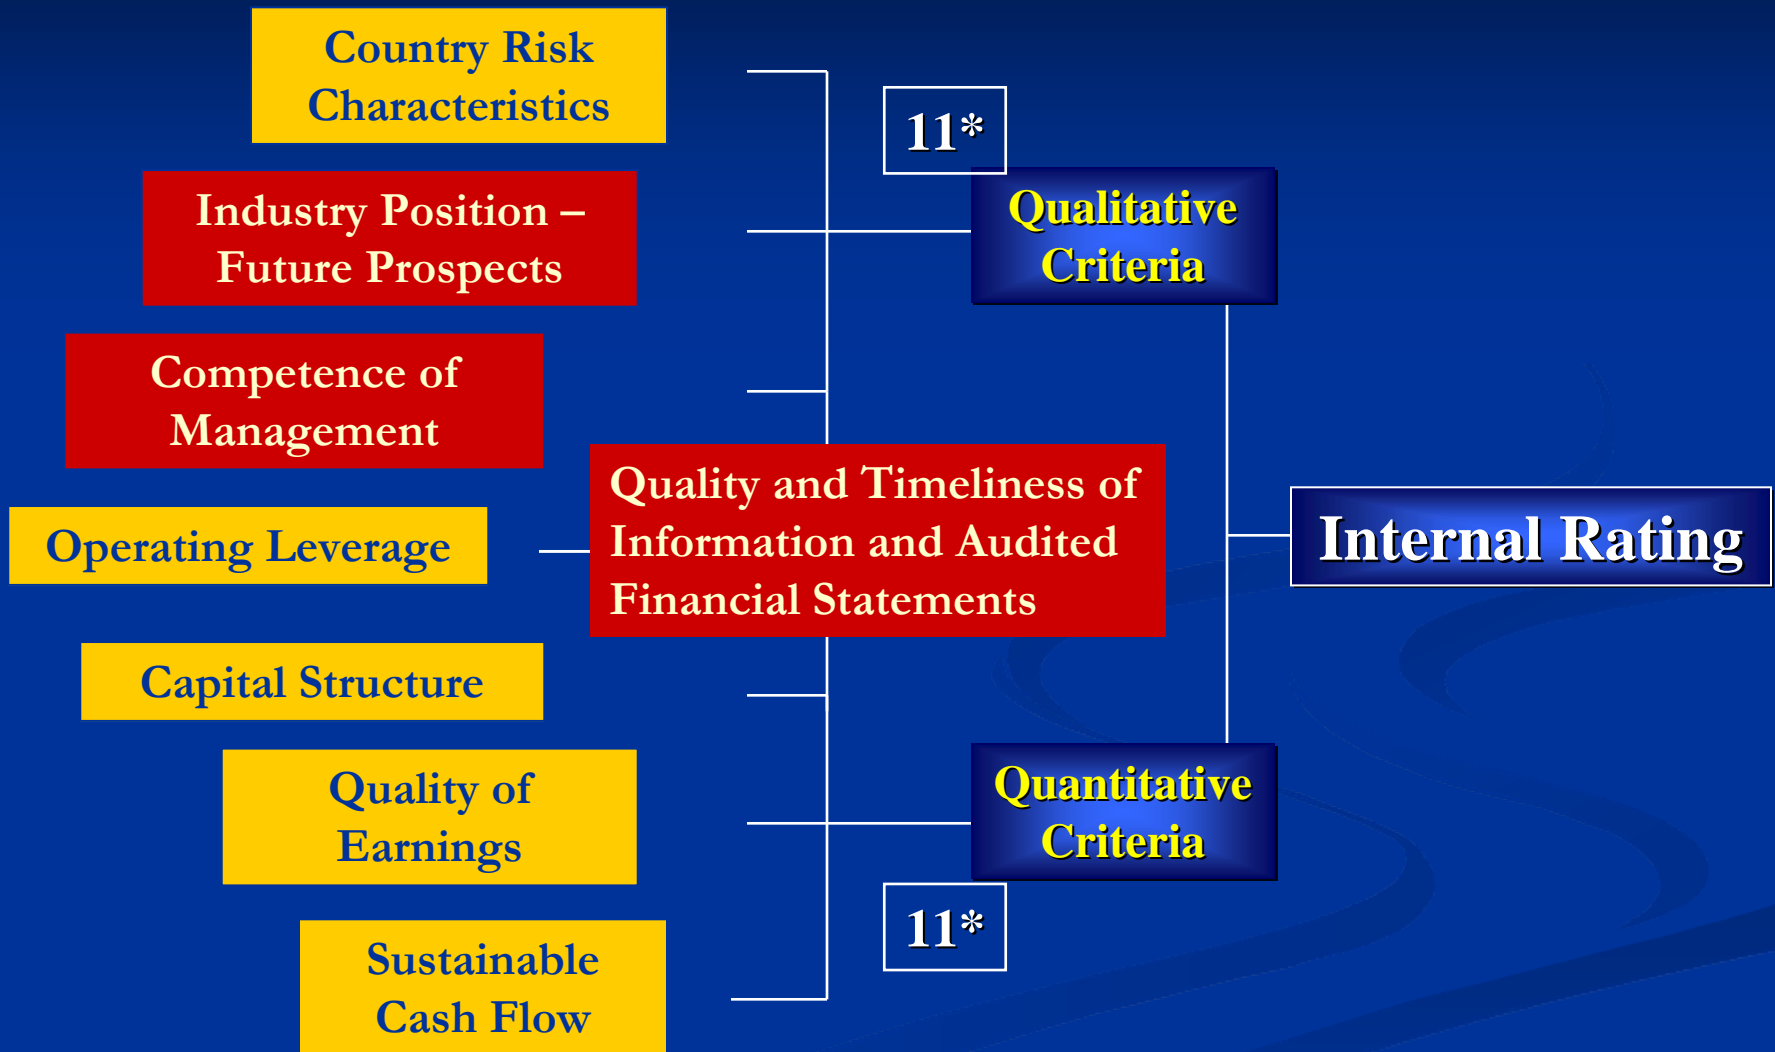 Country Risk
Characteristics
11*
Industry Position –
Future Prospects
Qualitative
Criteria
Competence of
Management
Quality and Timeliness of
Information and Audited
Financial Statements
Operating Leverage
Internal Rating
Capital Structure
Quality of
Earnings
Quantitative
Criteria
11*
Sustainable
Cash Flow